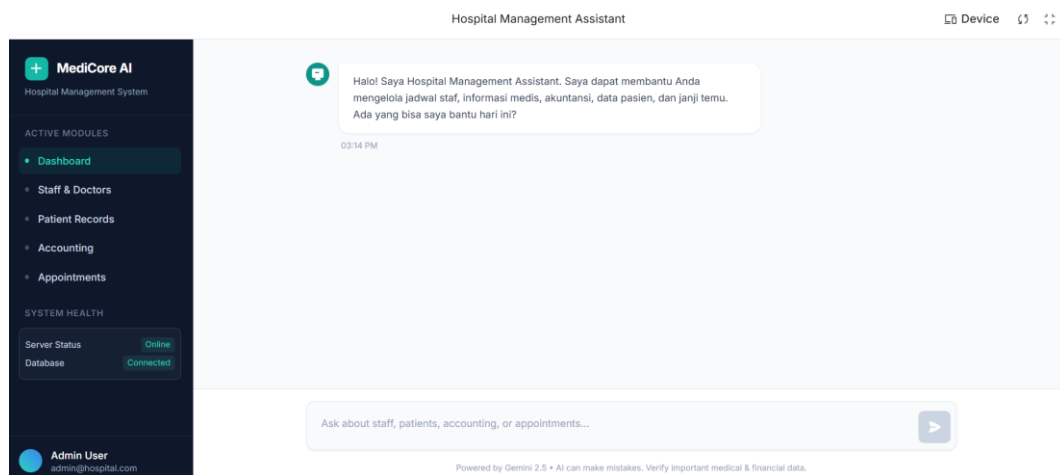 Hospital Management Assistant
Device
MediCore AI
Hospital Management System
ACTIVE MODULES
Dashboard
Staff & Doctors
Patient Records
Accounting
Appointments
SYSTEM HEALTH
Server Status Online
Database Connected
Admin User
admin@hospital.com
Halo! Saya Hospital Management Assistant. Saya dapat membantu Anda
mengelola jadwal staf, informasi medis, akuntansi, data pasien, dan janji temu.
Ada yang bisa saya bantu hari ini?
03:14 PM
Ask about staff, patients, accounting, or appointments...
Powered by Gemini 2.5 • AI can make mistakes. Verify important medical & financial data.